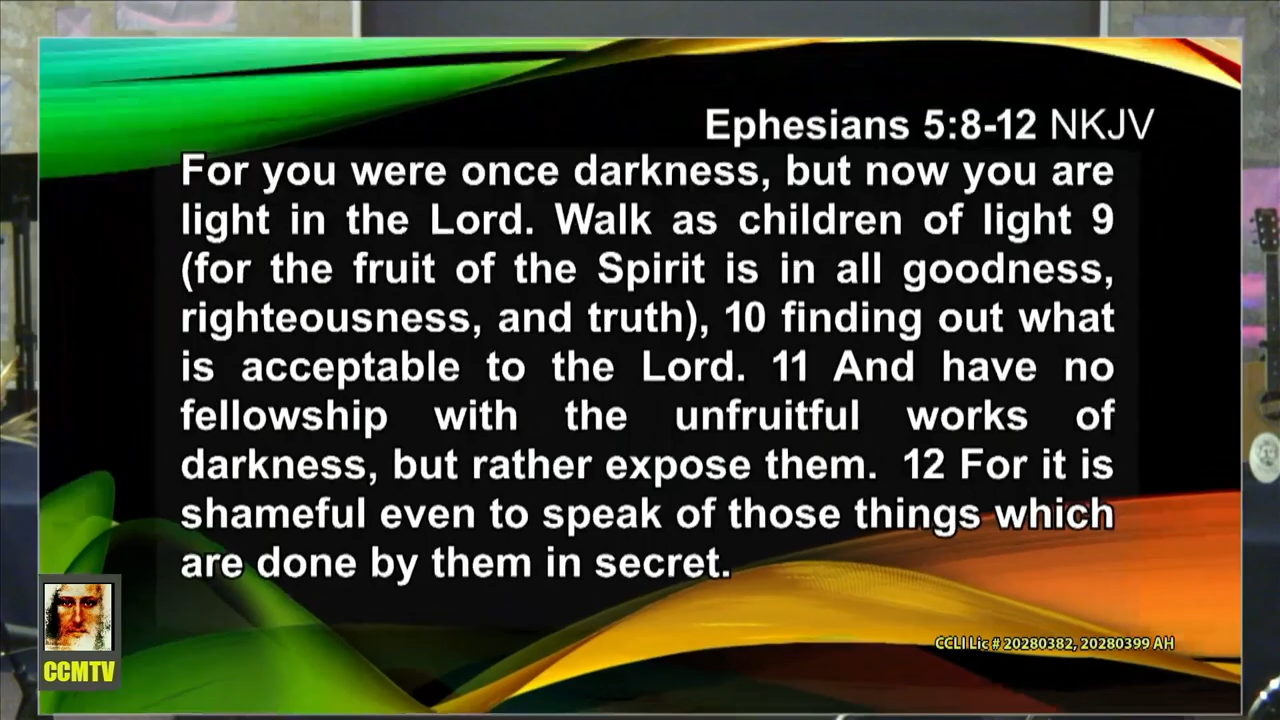 Ephesians 5:8-12 NKJV
For you were once darkness, but now you are
light in the Lord. Walk as children of light 9
(for the fruit of the Spirit is in all goodness,
righteousness, and truth), 10 finding out what
is acceptable to the Lord. 11 And have no
fellowship with the unfruitful works of
darkness, but rather expose them. 12 For it is
shameful even to speak of those things which
are done by them in secret.
CCLI Lic # 20280382, 20280399 AH
CCMTV